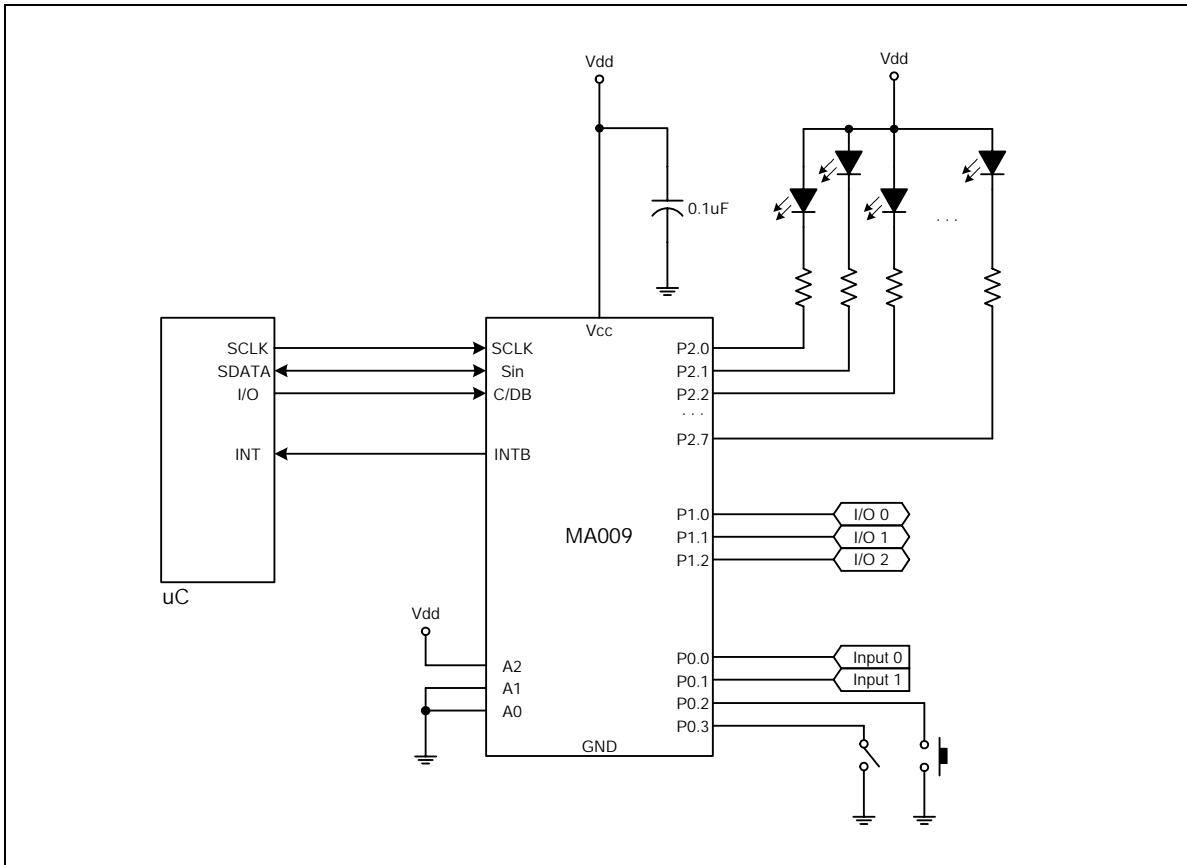 Vdd
Vdd
0.1uF
. . .
Vcc
SCLK
SDATA
I/O
INT
uC
SCLK
Sin
C/DB
INTB
MA009
P2.0
P2.1
P2.2
. . .
P2.7
P1.0
P1.1
P1.2
I/O 0
I/O 1
I/O 2
Vdd
A2
A1
A0
GND
P0.0
P0.1
P0.2
P0.3
Input 0
Input 1